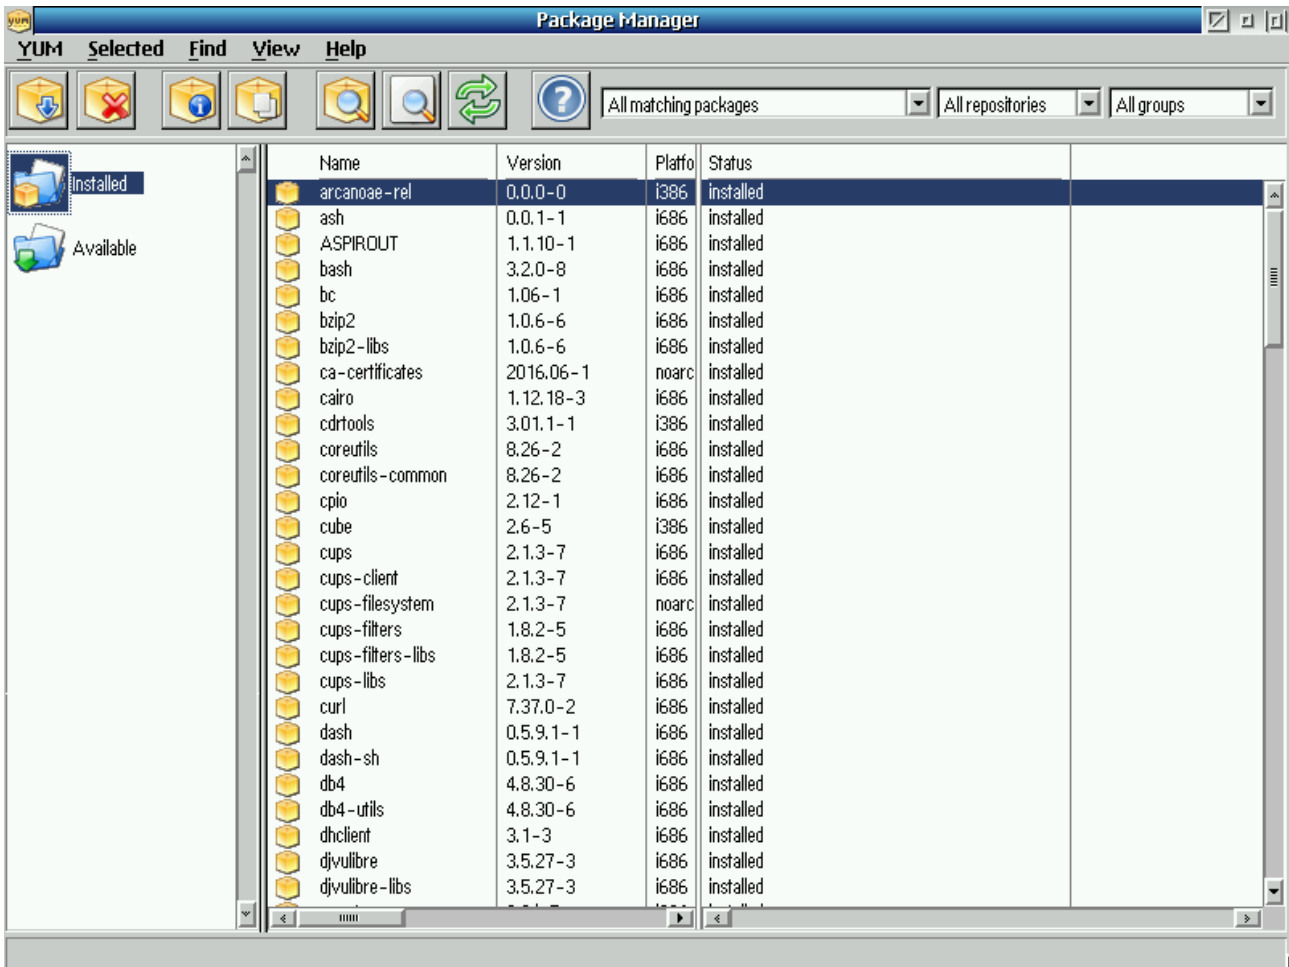 YUM Package Manager
YUM Selected Find View Help
All matching packages All repositories All groups
Installed
Available
Name Version Platfo Status
arcanoae-rel 0.0.0-0 i386 installed
ash 0.0.1-1 i686 installed
ASPIROUT 1.1.10-1 i686 installed
bash 3.2.0-8 i686 installed
bc 1.06-1 i686 installed
bzip2 1.0.6-6 i686 installed
bzip2-libs 1.0.6-6 i686 installed
ca-certificates 2016.06-1 noarc installed
cairo 1.12.18-3 i686 installed
cdrtools 3.01.1-1 i386 installed
coreutils 8.26-2 i686 installed
coreutils-common 8.26-2 i686 installed
cpio 2.12-1 i686 installed
cube 2.6-5 i386 installed
cups 2.1.3-7 i686 installed
cups-client 2.1.3-7 i686 installed
cups-filesystem 2.1.3-7 noarc installed
cups-filters 1.8.2-5 i686 installed
cups-filters-libs 1.8.2-5 i686 installed
cups-libs 2.1.3-7 i686 installed
curl 7.37.0-2 i686 installed
dash 0.5.9.1-1 i686 installed
dash-sh 0.5.9.1-1 i686 installed
db4 4.8.30-6 i686 installed
db4-utils 4.8.30-6 i686 installed
dhclient 3.1-3 i686 installed
djvulibre 3.5.27-3 i686 installed
djvulibre-libs 3.5.27-3 i686 installed